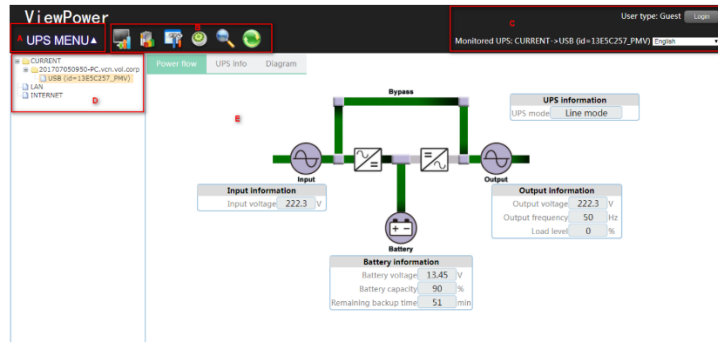 ViewPower
User type: Guest Login
A UPS MENU▲
B
C
Monitored UPS: CURRENT->USB (id=13E5C257_PMV) English
CURRENT
201707050950-PC.vcn.vol.corp
USB (id=13E5C257_PMV)
LAN
INTERNET
D
Power flow UPS Info Diagram
E
Bypass
UPS information
UPS mode Line mode
Input
Output
Input information
Input voltage 222.3 V
Output information
Output voltage 222.3 V
Output frequency 50 Hz
Load level 0 %
Battery
Battery information
Battery voltage 13.45 V
Battery capacity 90 %
Remaining backup time 51 min